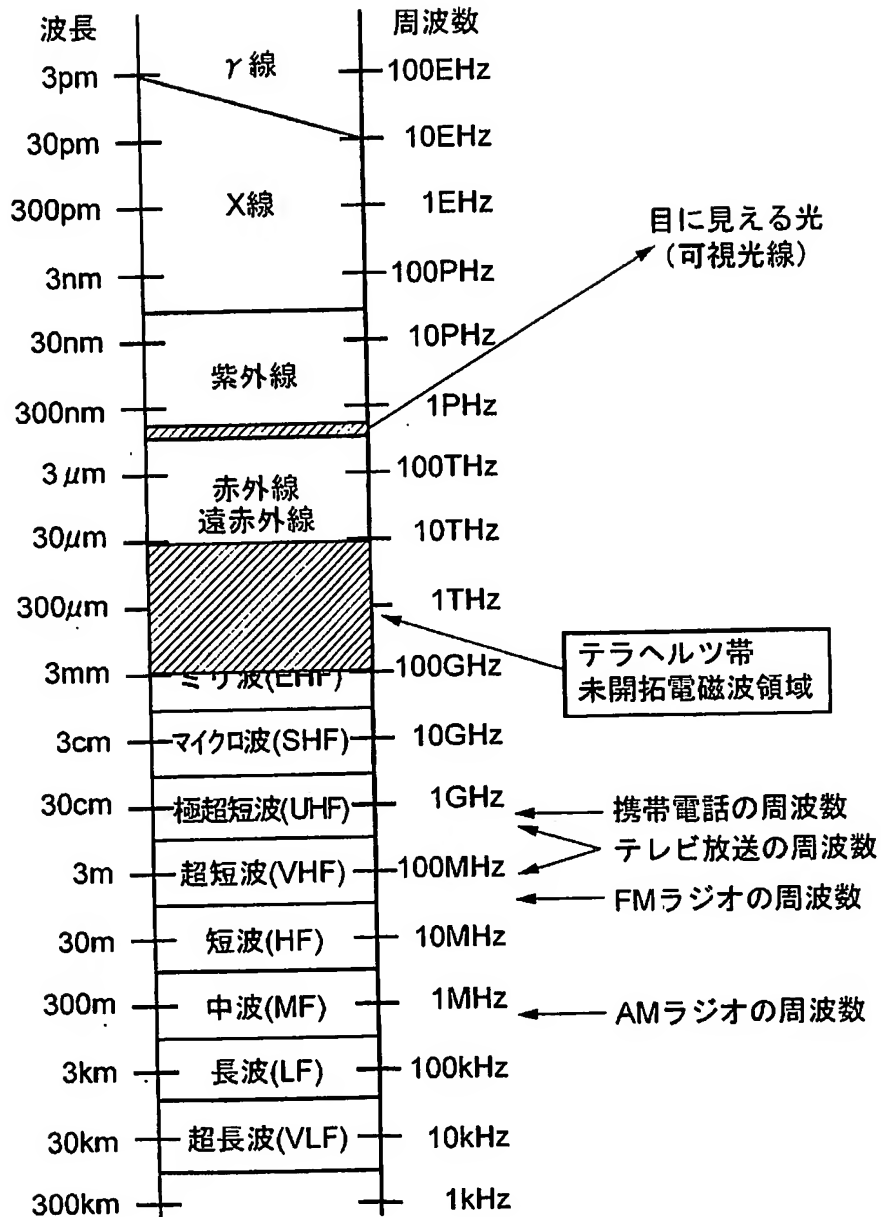 波長 周波数
3pm γ線 100EHz
30pm 10EHz
300pm X線 1EHz
目に見える光
(可視光線)
3nm 100PHz
30nm 10PHz
紫外線
300nm 1PHz
3μm 100THz
赤外線
遠赤外線
30μm 10THz
300μm 1THz
テラヘルツ帯
未開拓電磁波領域
3mm ミリ波(EHF) 100GHz
3cm マイクロ波(SHF) 10GHz
30cm 極超短波(UHF) 1GHz 携帯電話の周波数
テレビ放送の周波数
3m 超短波(VHF) 100MHz
FMラジオの周波数
30m 短波(HF) 10MHz
300m 中波(MF) 1MHz AMラジオの周波数
3km 長波(LF) 100kHz
30km 超長波(VLF) 10kHz
300km 1kHz